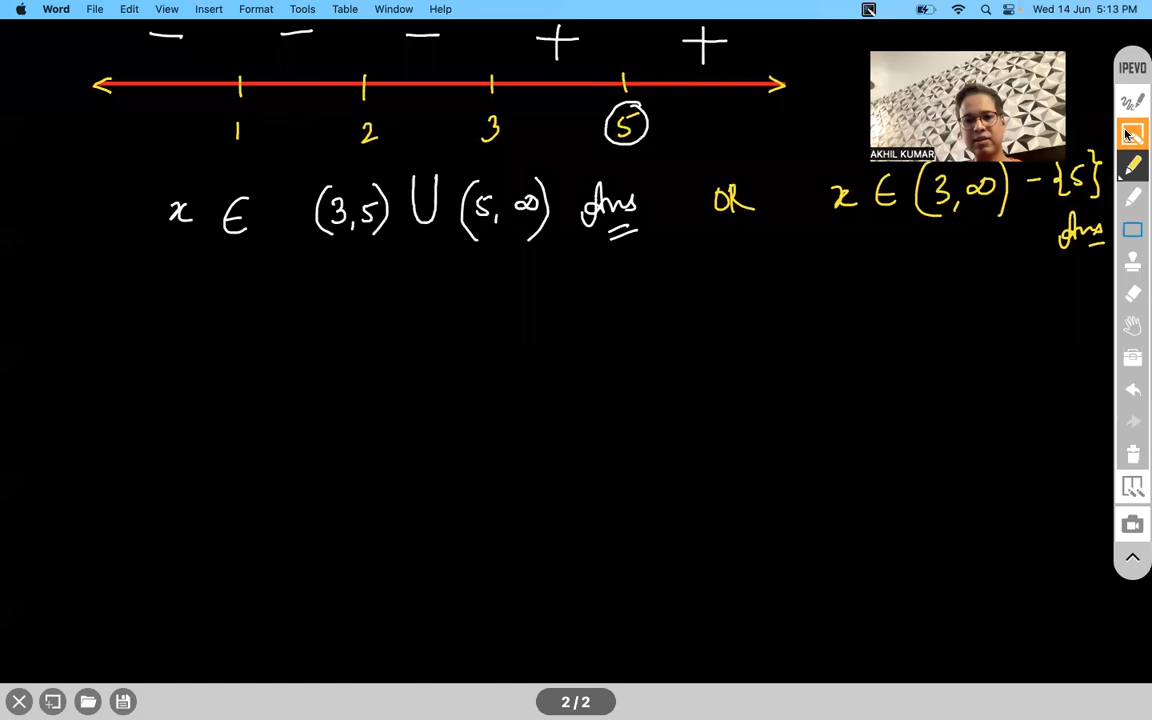 Word File Edit View Insert Format Tools Table Window Help Wed 14 Jun 5:13 PM
IPEVO
− − − + +
1 2 3 5
AKHIL KUMAR
x ∈ (3,5) ∪ (5, ∞) Ans OR x ∈ (3, ∞) − {5}
Ans
2 / 2